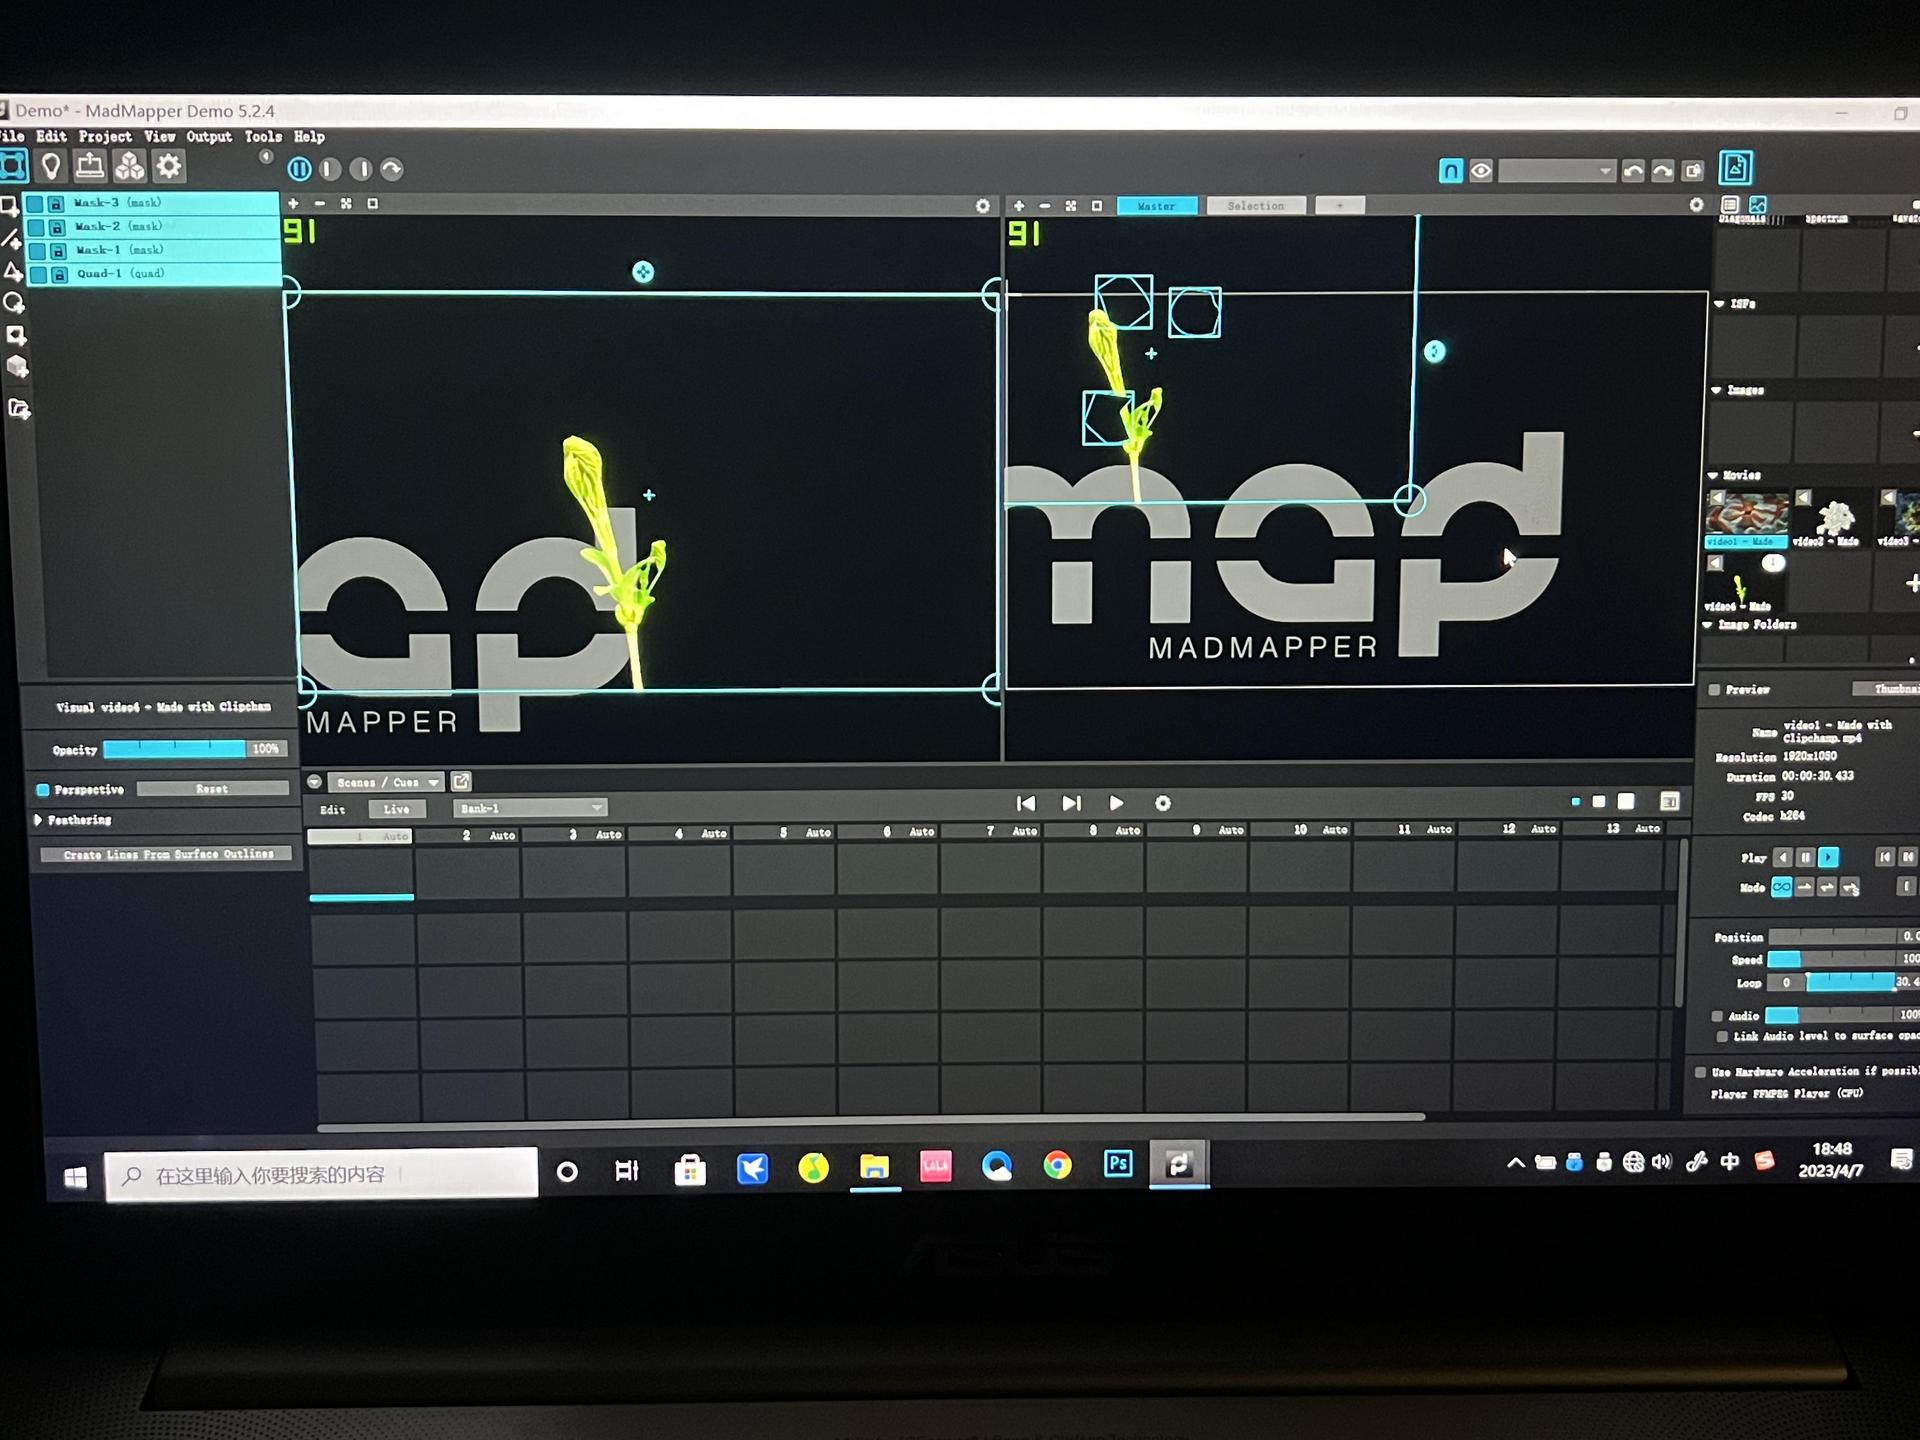 Demo* - MadMapper Demo 5.2.4
File Edit Project View Output Tools Help
Mask-3 (mask)
Mask-2 (mask)
Mask-1 (mask)
Quad-1 (quad)
91
ap
MAPPER
Master Selection +
91
map
MADMAPPER
Diagonals Spectrum
ISFs
Images
Movies
video1 - Made video2 - Made video3 -
video4 - Made
Image Folders
Visual video4 - Made with Clipcham
Opacity 100%
Perspective Reset
Feathering
Create Lines From Surface Outlines
Scenes / Cues
Edit Live Bank-1
1 Auto 2 Auto 3 Auto 4 Auto 5 Auto 6 Auto 7 Auto 8 Auto 9 Auto 10 Auto 11 Auto 12 Auto 13 Auto
Preview Thumbnai
Name video1 - Made with
Clipchamp.mp4
Resolution 1920x1080
Duration 00:00:30.433
FPS 30
Codec h264
Play
Mode
Position 0.0
Speed 100
Loop 0 30.4
Audio 100%
Link Audio level to surface opac
Use Hardware Acceleration if possibl
Player FFMPEG Player (CPU)
在这里输入你要搜索的内容
LALA
Ps
中
18:48
2023/4/7
ASUS